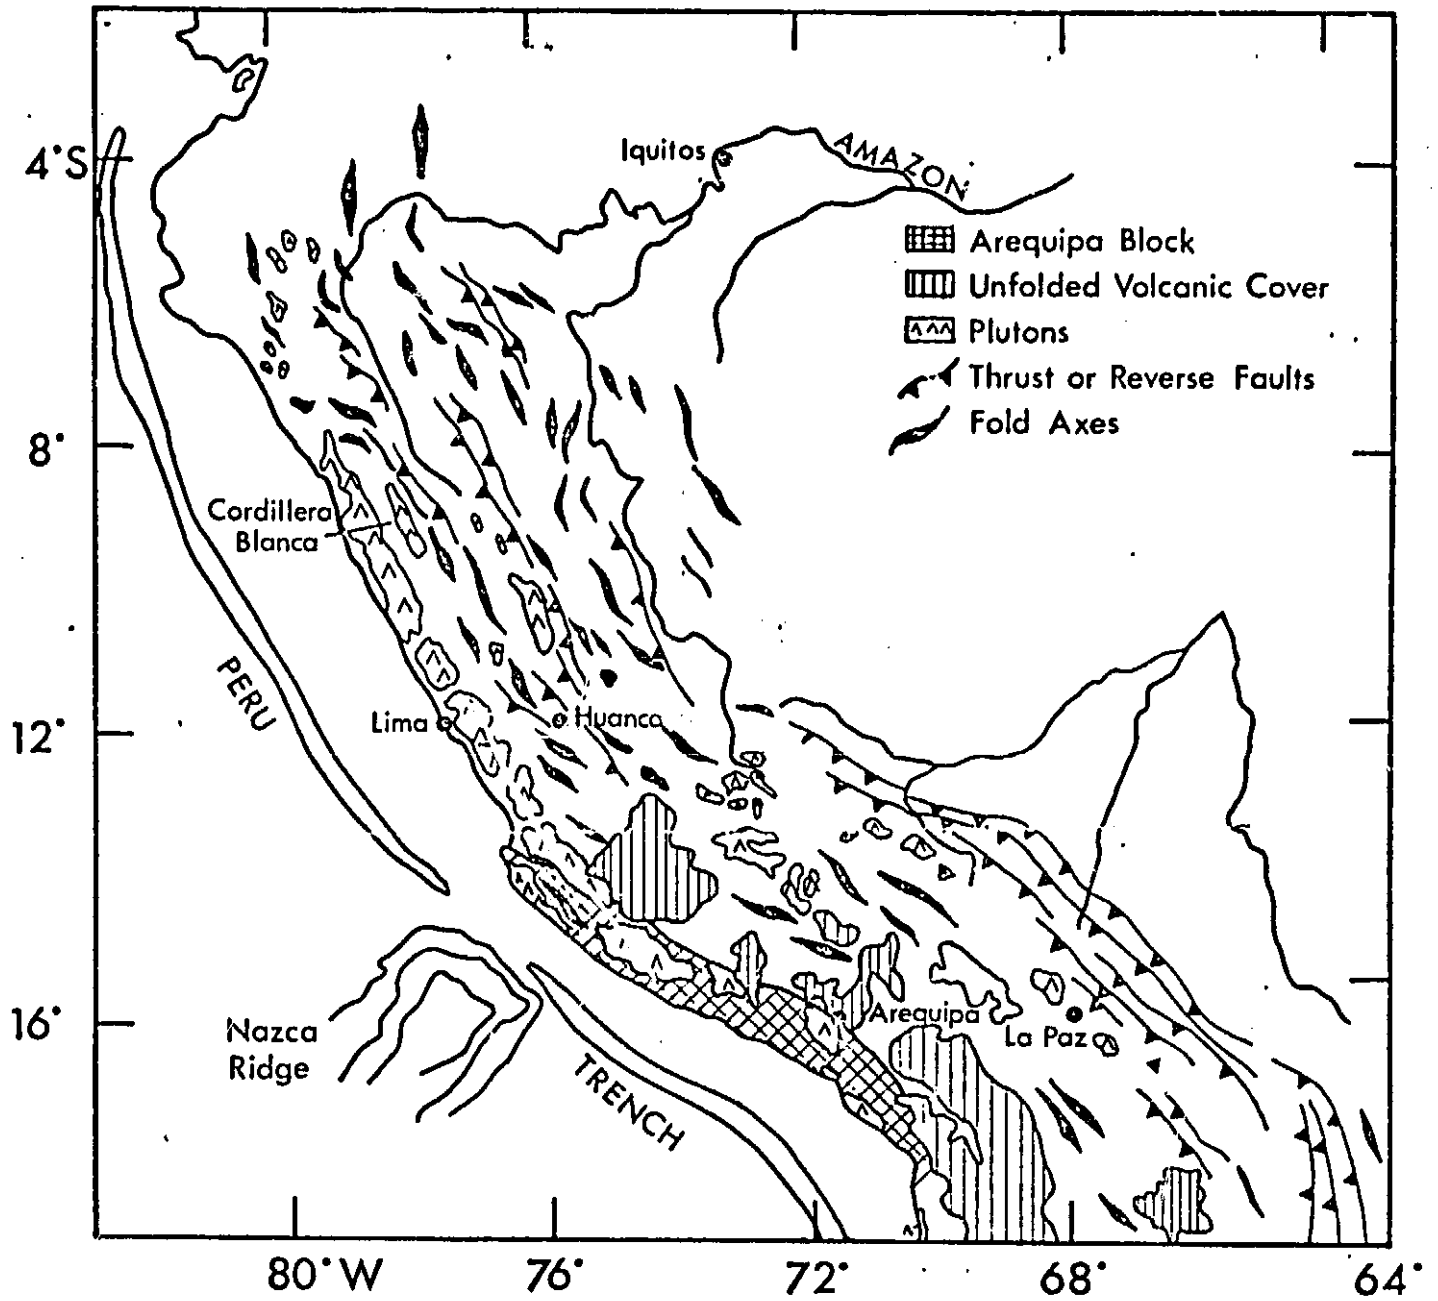 4°S
8°
12°
16°
Iquitos
AMAZON
Arequipa Block
Unfolded Volcanic Cover
Plutons
Thrust or Reverse Faults
Fold Axes
Cordillera
Blanca
PERU
Lima
Huanca
Nazca
Ridge
TRENCH
Arequipa
La Paz
80°W
76°
72°
68°
64°